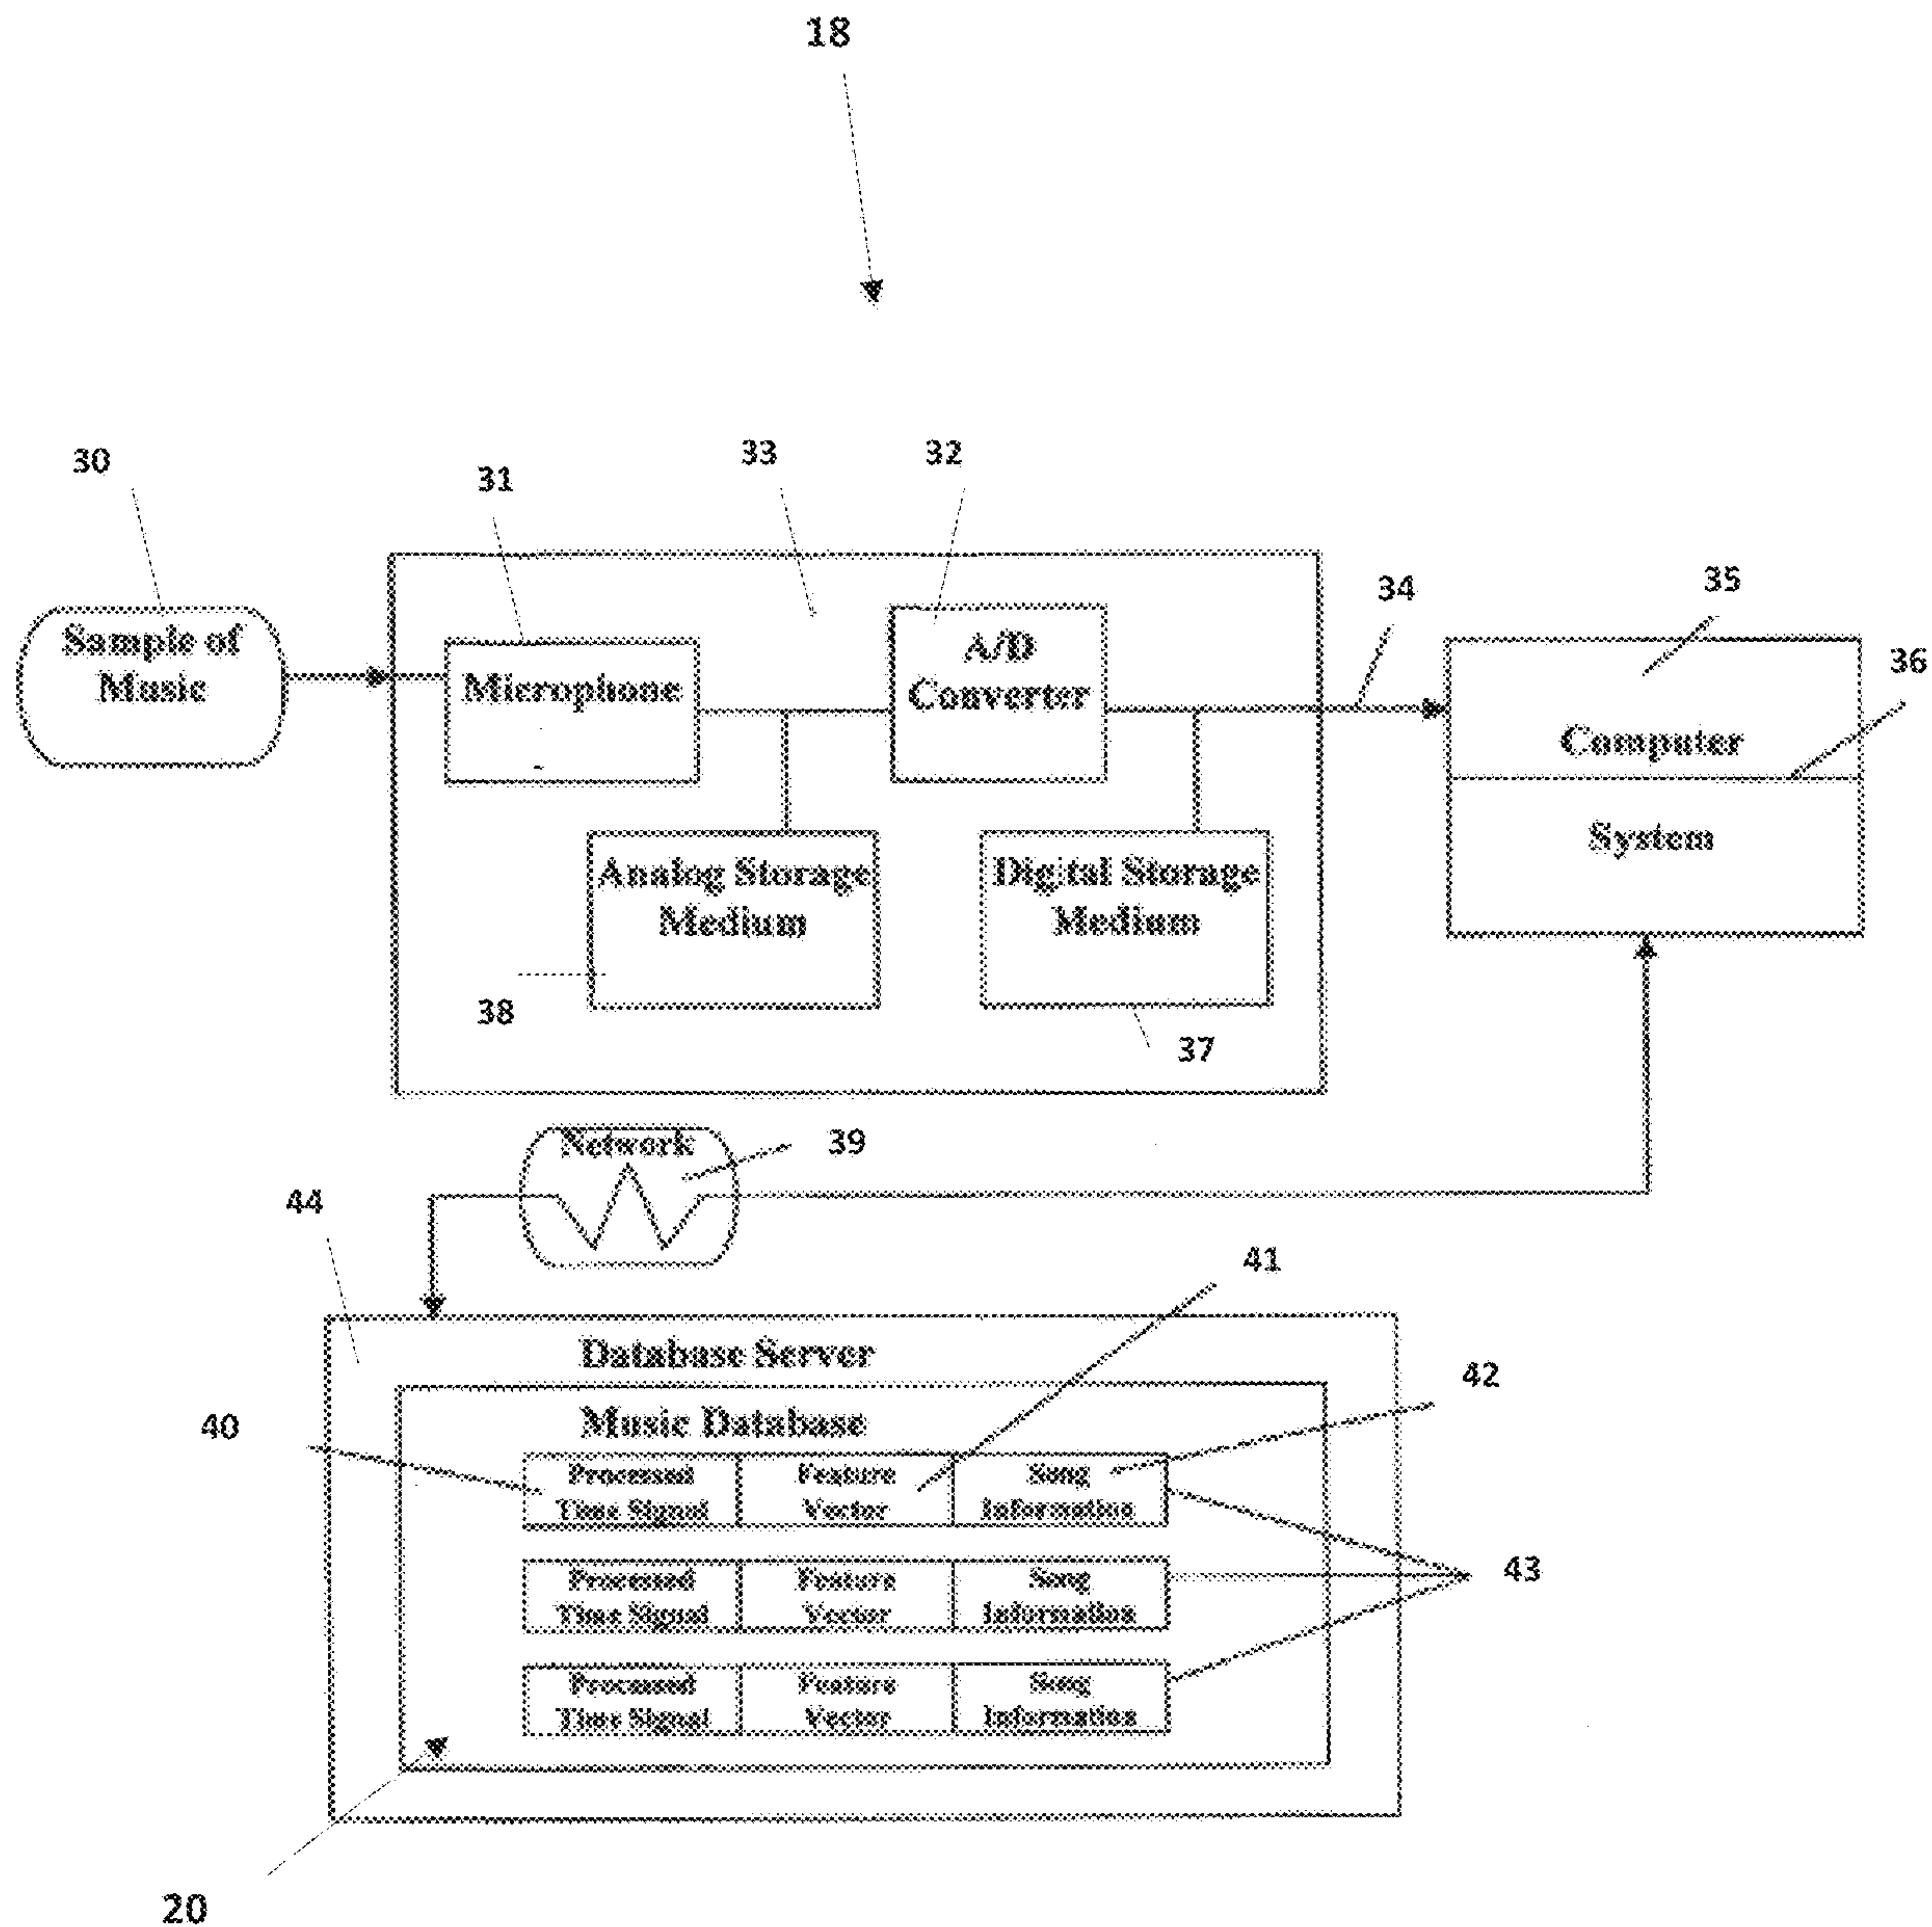 18
30
31
33
32
34
35
36
Sample of
Music
Microphone
A/D
Converter
Computer
System
Analog Storage
Medium
Digital Storage
Medium
38
37
Network
39
44
41
Database Server
42
Music Database
40
Processed
Time Signal
Feature
Vector
Song
Information
Processed
Time Signal
Feature
Vector
Song
Information
43
Processed
Time Signal
Feature
Vector
Song
Information
20